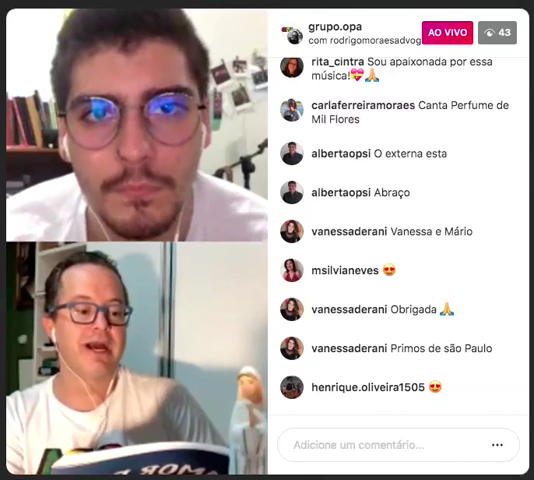 grupo.opa
com rodrigomoraesadvog
AO VIVO
43
rita_cintra Sou apaixonada por essa
música!💝🙏
carlaferreiramoraes Canta Perfume de
Mil Flores
albertaopsi O externa esta
albertaopsi Abraço
vanessaderani Vanessa e Mário
msilvianeves 😍
vanessaderani Obrigada 🙏
vanessaderani Primos de são Paulo
henrique.oliveira1505 😍
Adicione um comentário...